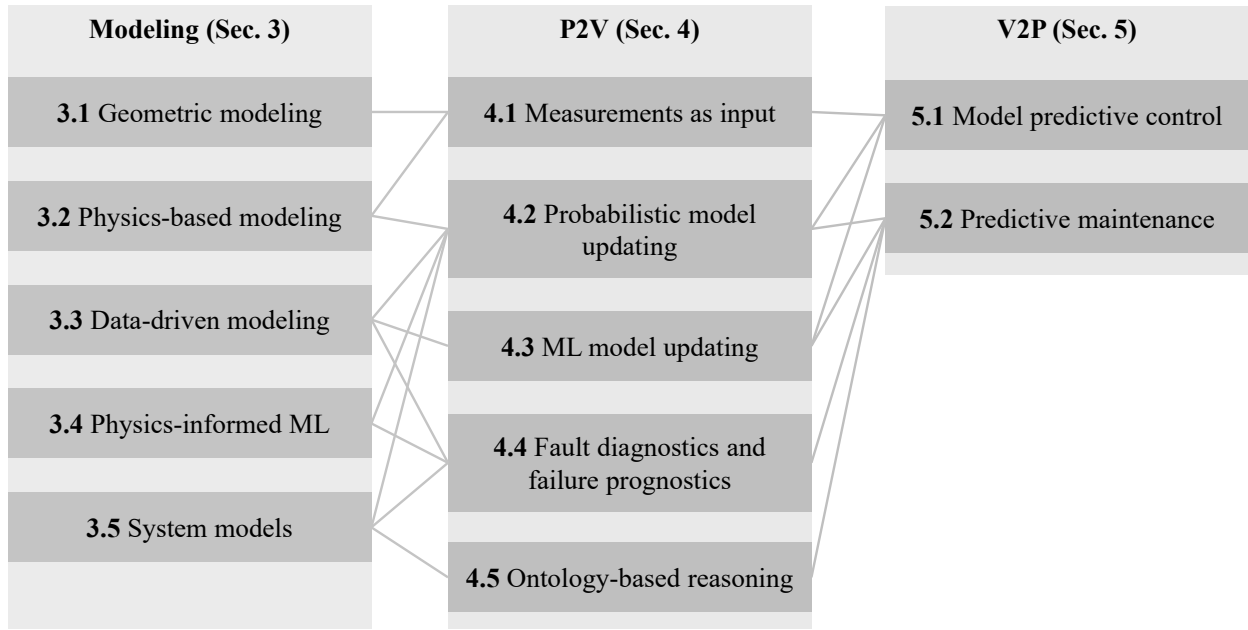 Modeling (Sec. 3)
3.1 Geometric modeling
3.2 Physics-based modeling
3.3 Data-driven modeling
3.4 Physics-informed ML
3.5 System models
P2V (Sec. 4)
4.1 Measurements as input
4.2 Probabilistic model
updating
4.3 ML model updating
4.4 Fault diagnostics and
failure prognostics
4.5 Ontology-based reasoning
V2P (Sec. 5)
5.1 Model predictive control
5.2 Predictive maintenance